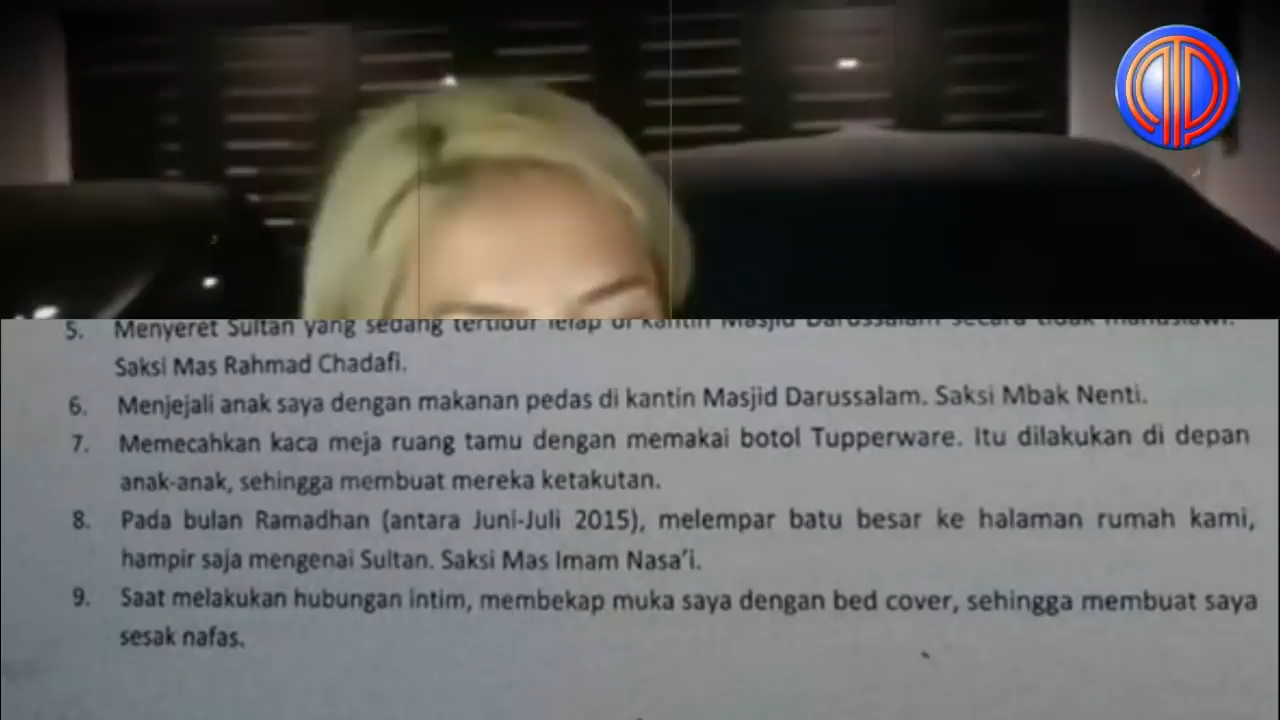 5. Menyeret Sultan yang sedang tertidur lelap di kantin Masjid Darussalam secara tidak manusiawi.
Saksi Mas Rahmad Chadafi.
6. Menjejali anak saya dengan makanan pedas di kantin Masjid Darussalam. Saksi Mbak Nenti.
7. Memecahkan kaca meja ruang tamu dengan memakai botol Tupperware. Itu dilakukan di depan
anak-anak, sehingga membuat mereka ketakutan.
8. Pada bulan Ramadhan (antara Juni-Juli 2015), melempar batu besar ke halaman rumah kami,
hampir saja mengenai Sultan. Saksi Mas Imam Nasa'i.
9. Saat melakukan hubungan intim, membekap muka saya dengan bed cover, sehingga membuat saya
sesak nafas.